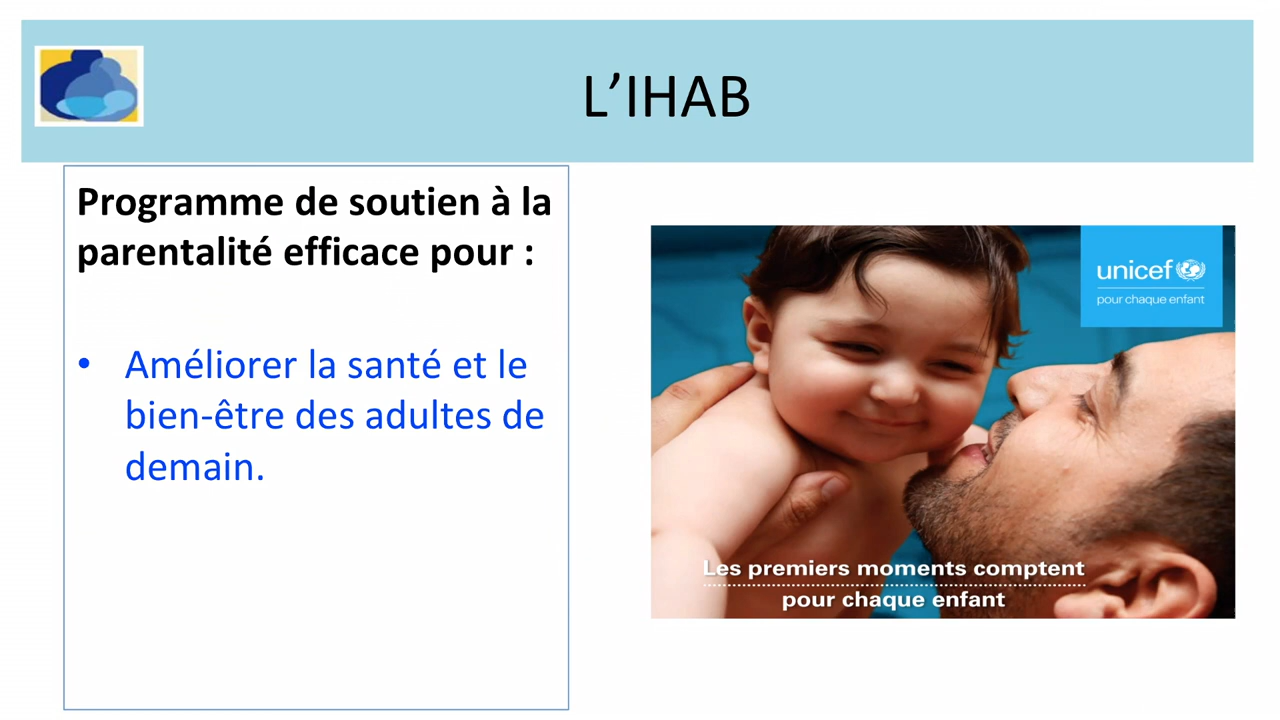 L’IHAB
Programme de soutien à la
parentalité efficace pour :
• Améliorer la santé et le
bien-être des adultes de
demain.
unicef
pour chaque enfant
Les premiers moments comptent
pour chaque enfant